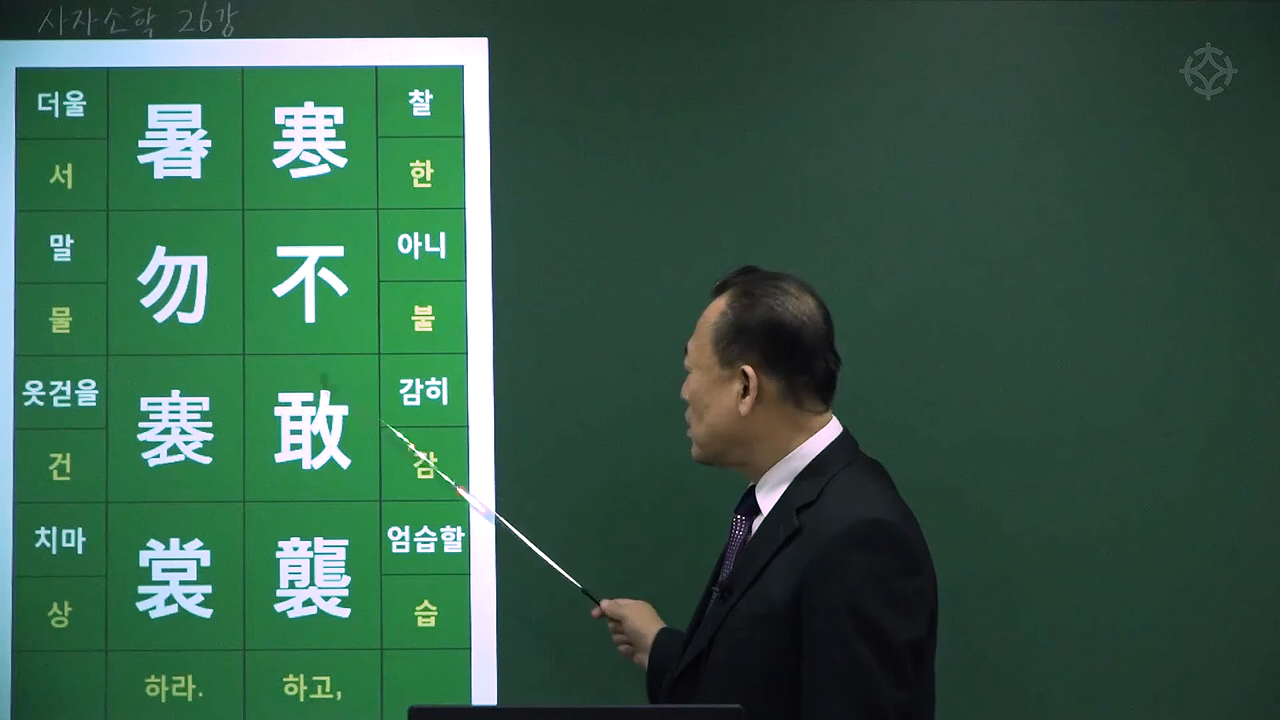 사자소학 26강
찰 한 아니 불 감히 감 엄습할 습
寒不敢襲 하고,
暑勿褰裳 하라.
더울 서 말 물 옷걷을 건 치마 상